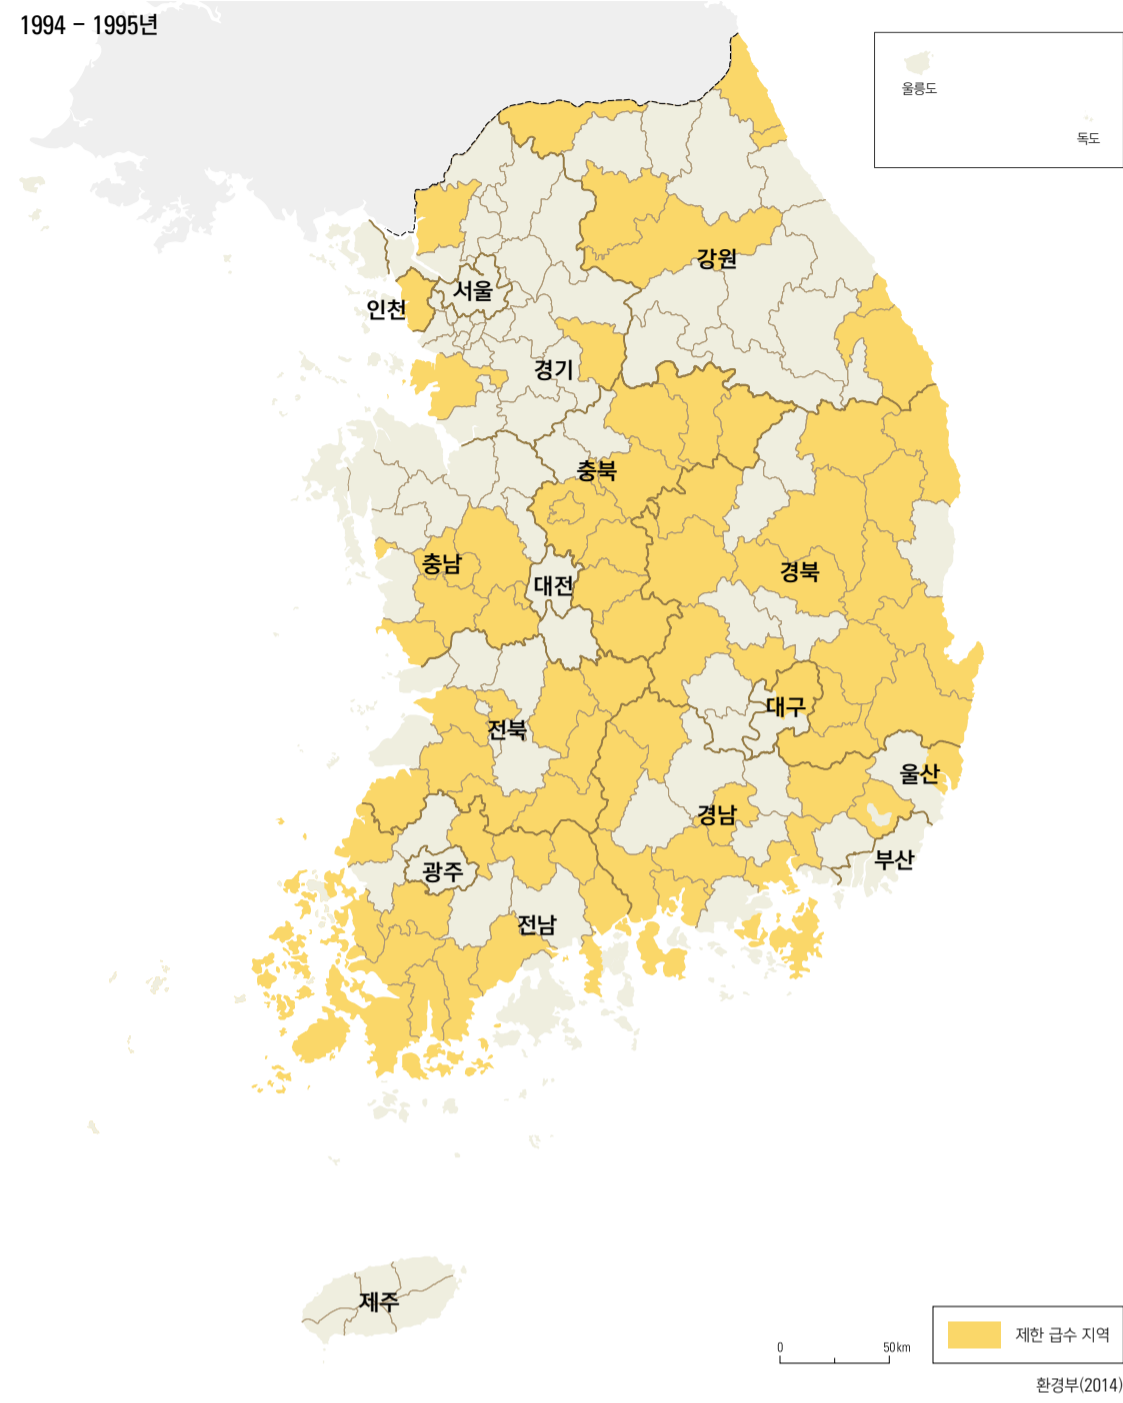 1994 – 1995년
울릉도
독도
강원
서울
인천
경기
충북
충남
경북
대전
대구
전북
울산
경남
부산
광주
전남
제주
0 50 km
제한 급수 지역
환경부(2014)